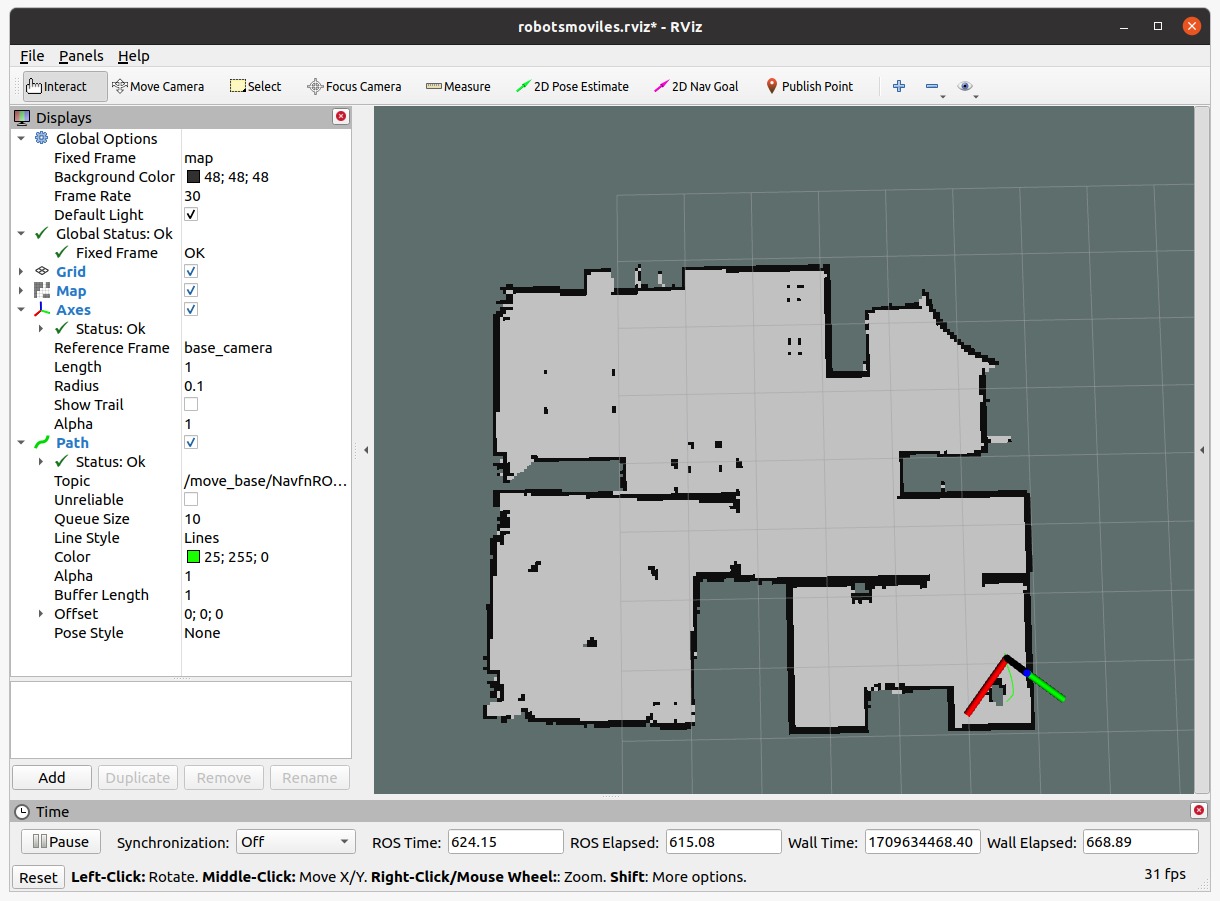 robotsmoviles.rviz* - RViz
File Panels Help
Interact Move Camera Select Focus Camera Measure 2D Pose Estimate 2D Nav Goal Publish Point
Displays
Global Options
Fixed Frame map
Background Color 48; 48; 48
Frame Rate 30
Default Light
Global Status: Ok
Fixed Frame OK
Grid
Map
Axes
Status: Ok
Reference Frame base_camera
Length 1
Radius 0.1
Show Trail
Alpha 1
Path
Status: Ok
Topic /move_base/NavfnRO...
Unreliable
Queue Size 10
Line Style Lines
Color 25; 255; 0
Alpha 1
Buffer Length 1
Offset 0; 0; 0
Pose Style None
Add Duplicate Remove Rename
Time
Pause Synchronization: Off ROS Time: 624.15 ROS Elapsed: 615.08 Wall Time: 1709634468.40 Wall Elapsed: 668.89
Reset Left-Click: Rotate. Middle-Click: Move X/Y. Right-Click/Mouse Wheel:: Zoom. Shift: More options. 31 fps